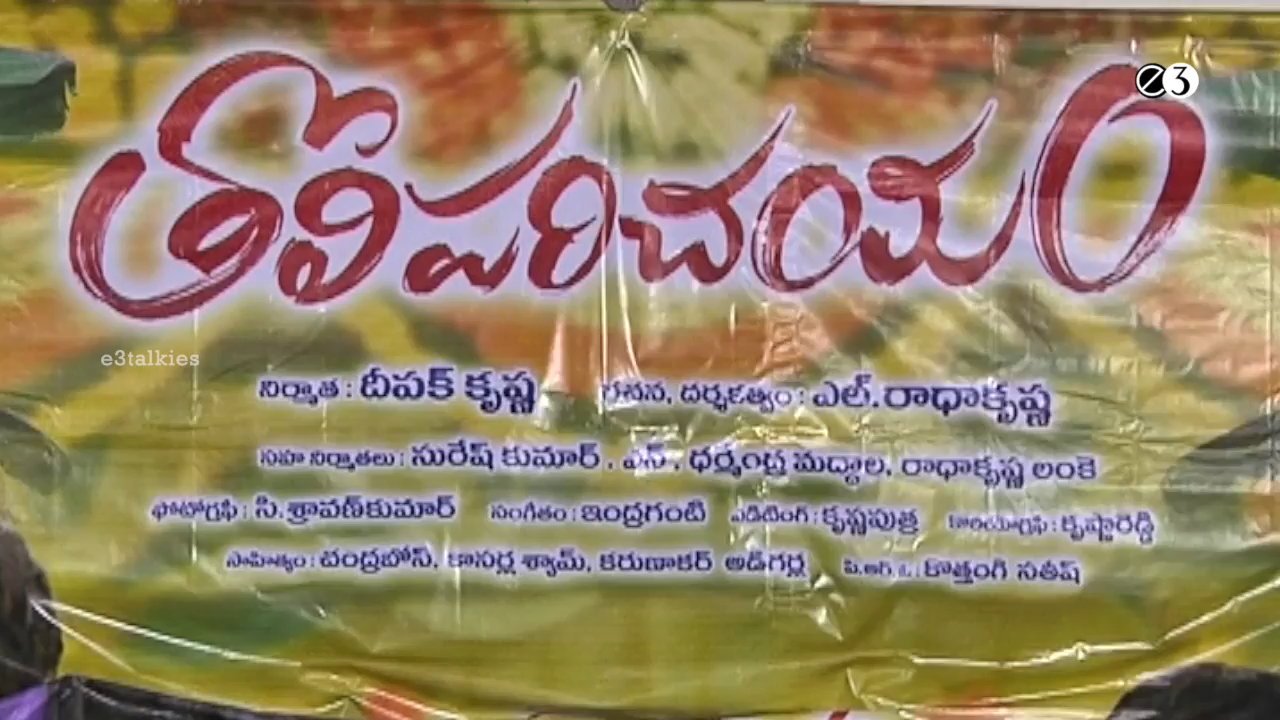 e3
తొలిపరిచయం
e3talkies
నిర్మాత : దీపక్ కృష్ణ రచన, దర్శకత్వం : ఎల్.రాధాకృష్ణ
సహ నిర్మాతలు : సురేష్ కుమార్ . ఎస్ , ధర్మేంద్ర మద్దాల, రాధాకృష్ణ లంకె
ఫోటోగ్రఫి : సి.శ్రావణ్‌కుమార్ సంగీతం : ఇంద్రగంటి ఎడిటింగ్ : కృష్ణపుత్ర కొరియోగ్రఫి : కృష్ణారెడ్డి
సాహిత్యం : చంద్రబోస్, కాసర్ల శ్యామ్, కరుణాకర్ అడిగర్ల పి.ఆర్.ఓ. : కొత్తంగి సతీష్